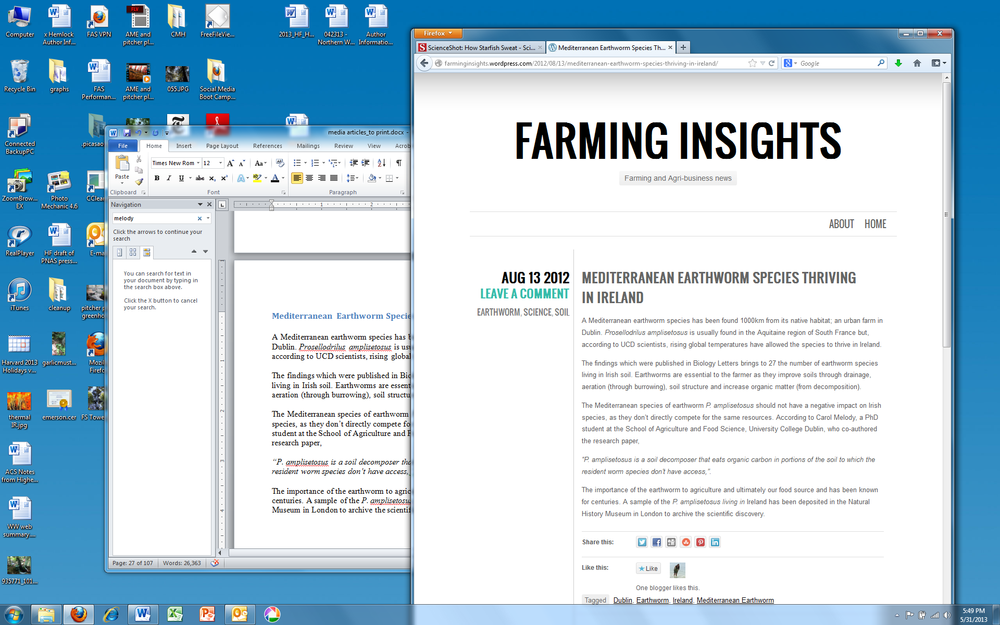 Computer
x Hemlock
Author Inf...
FAS VPN
FLV
AME and
pitcher pl...
CMH
FreeFileVie...
2013_HF_H...
042313 -
Northern W...
Author
Informatio...
Recycle Bin
graphs
FAS
Performan...
AME and
pitcher pl...
055.JPG
Social Media
Boot Camp...
Connected
BackupPC
.picasao
ZoomBrow...
EX
Photo
Mechanic 4.6
CClear
RealPlayer
HF draft of
PNAS press...
E-ma
iTunes
cleanup
pitcher p
greenho
Harvard 2013
Holidays v...
garlicmust...
Mozil
Firefo
thermal
IR.jpg
emerson.cer
FS Towe
ACS Notes
from Highe...
WW web
summary....
935771_101...
media articles_to print.docx -
File
Home
Insert
Page Layout
References
Mailings
Review
View
Acrob
Paste
Times New Rom
12
Clipboard
Font
Paragraph
Navigation
melody
Click the arrows to continue your
search
You can search for text in
your document by typing in
the search box above.
Click the X button to cancel
your search.
Mediterranean Earthworm Specie
A Mediterranean earthworm species has b
Dublin. Prosellodrilus amplisetosus is usu
according to UCD scientists, rising global
The findings which were published in Bio
living in Irish soil. Earthworms are essent
aeration (through burrowing), soil structu
The Mediterranean species of earthworm
species, as they don’t directly compete fo
student at the School of Agriculture and F
research paper,
“P. amplisetosus is a soil decomposer tha
resident worm species don’t have access,
The importance of the earthworm to agric
centuries. A sample of the P. amplisetosus
Museum in London to archive the scientif
Page: 27 of 107
Words: 26,363
Firefox
ScienceShot: How Starfish Sweat - Sci...
Mediterranean Earthworm Species Th...
farminginsights.wordpress.com/2012/08/13/mediterranean-earthworm-species-thriving-in-ireland/
Google
FARMING INSIGHTS
Farming and Agri-business news
ABOUT HOME
AUG 13 2012
LEAVE A COMMENT
EARTHWORM, SCIENCE, SOIL
MEDITERRANEAN EARTHWORM SPECIES THRIVING
IN IRELAND
A Mediterranean earthworm species has been found 1000km from its native habitat; an urban farm in
Dublin. Prosellodrilus amplisetosus is usually found in the Aquitaine region of South France but,
according to UCD scientists, rising global temperatures have allowed the species to thrive in Ireland.
The findings which were published in Biology Letters brings to 27 the number of earthworm species
living in Irish soil. Earthworms are essential to the farmer as they improve soils through drainage,
aeration (through burrowing), soil structure and increase organic matter (from decomposition).
The Mediterranean species of earthworm P. amplisetosus should not have a negative impact on Irish
species, as they don’t directly compete for the same resources. According to Carol Melody, a PhD
student at the School of Agriculture and Food Science, University College Dublin, who co-authored
the research paper,
“P. amplisetosus is a soil decomposer that eats organic carbon in portions of the soil to which the
resident worm species don’t have access,”.
The importance of the earthworm to agriculture and ultimately our food source and has been known
for centuries. A sample of the P. amplisetosus living in Ireland has been deposited in the Natural
History Museum in London to archive the scientific discovery.
Share this:
Like this:
Like
One blogger likes this.
Tagged Dublin, Earthworm, Ireland, Mediterranean Earthworm
5:49 PM
5/31/2013